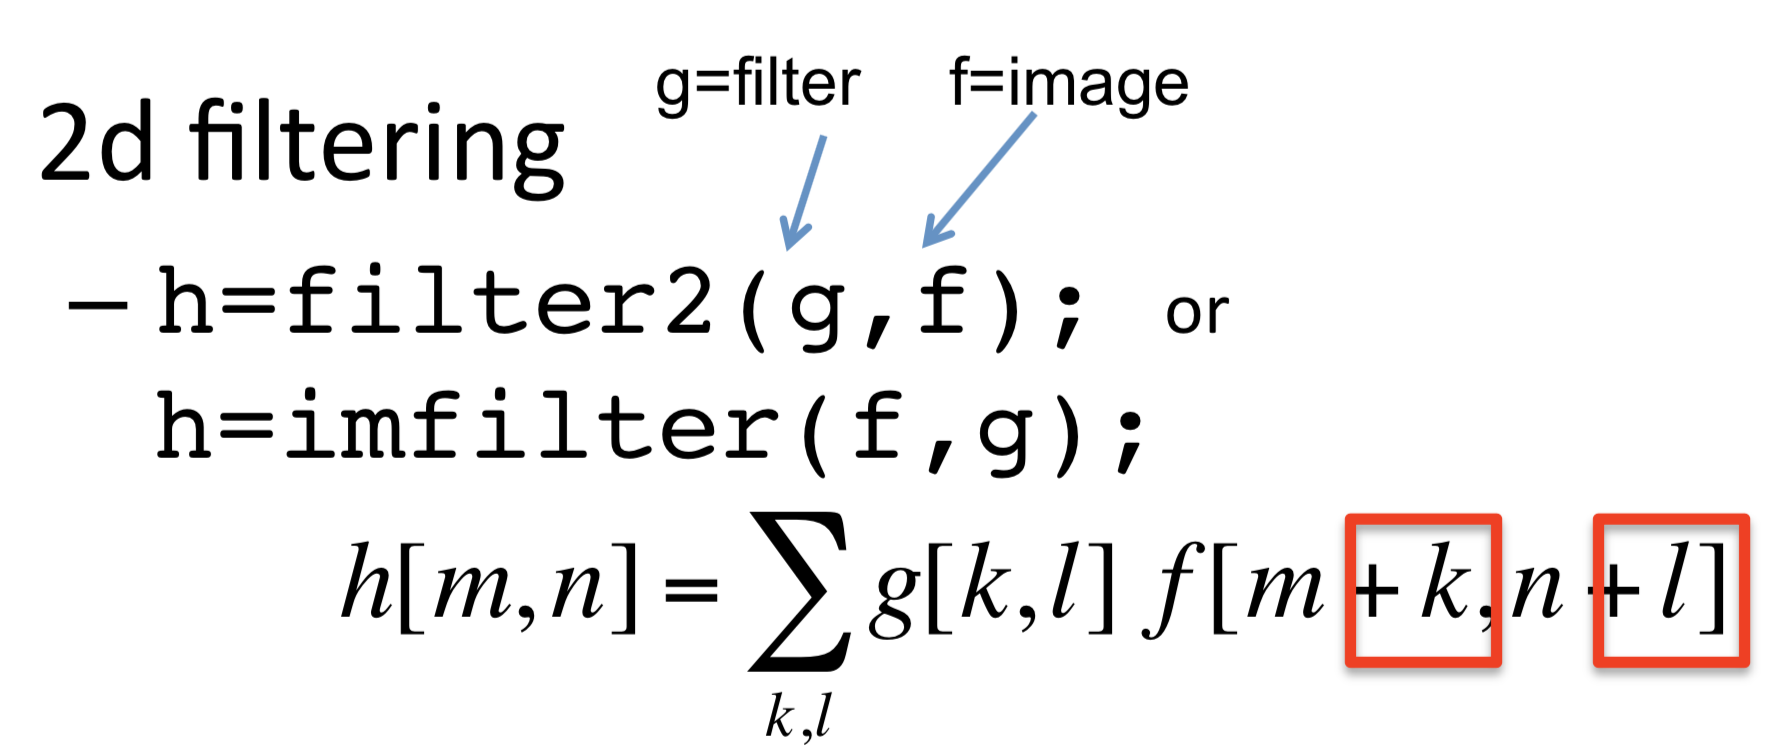 g=filter f=image
2d filtering
– h=filter2(g,f); or
h=imfilter(f,g);
h[m,n]=∑ g[k,l] f[m+k,n+l]
k,l